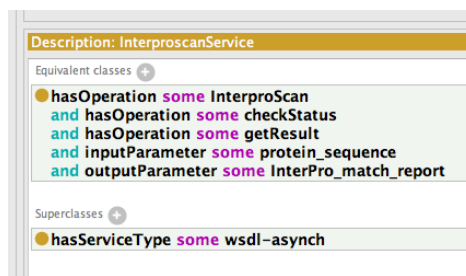 Description: InterproscanService
Equivalent classes
hasOperation some InterproScan
and hasOperation some checkStatus
and hasOperation some getResult
and inputParameter some protein_sequence
and outputParameter some InterPro_match_report
Superclasses
hasServiceType some wsdl-asynch